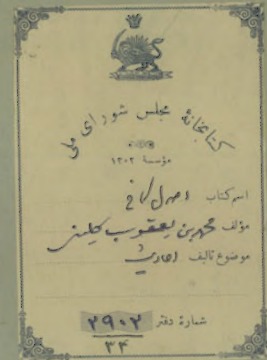 کتابخانهٔ مجلس شورای ملی
مؤسسهٔ ۱۳۰۲
اسم کتاب اصول کافی
مؤلف محمد بن یعقوب کلینی
موضوع تألیف احادیث
شمارهٔ دفتر ۲۹۰۲
۳۴